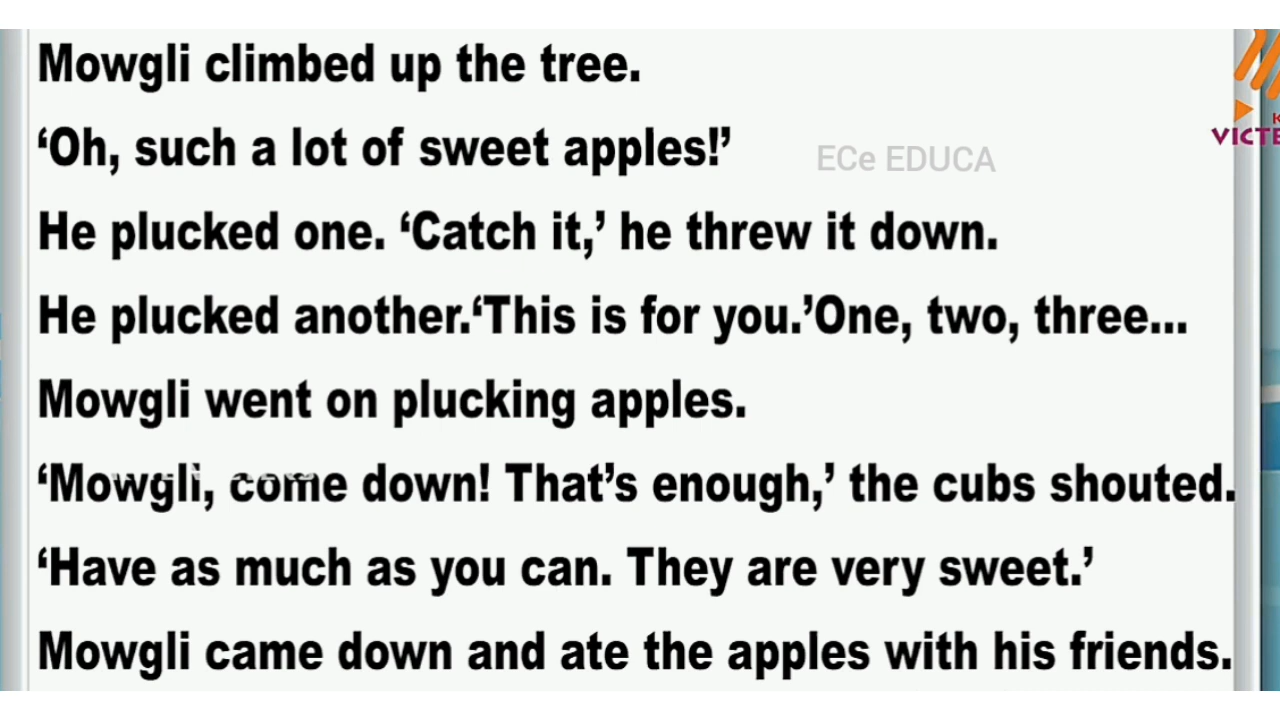 Mowgli climbed up the tree.
‘Oh, such a lot of sweet apples!’
ECe EDUCA
He plucked one. ‘Catch it,’ he threw it down.
He plucked another.‘This is for you.’One, two, three...
Mowgli went on plucking apples.
‘Mowgli, come down! That’s enough,’ the cubs shouted.
‘Have as much as you can. They are very sweet.’
Mowgli came down and ate the apples with his friends.